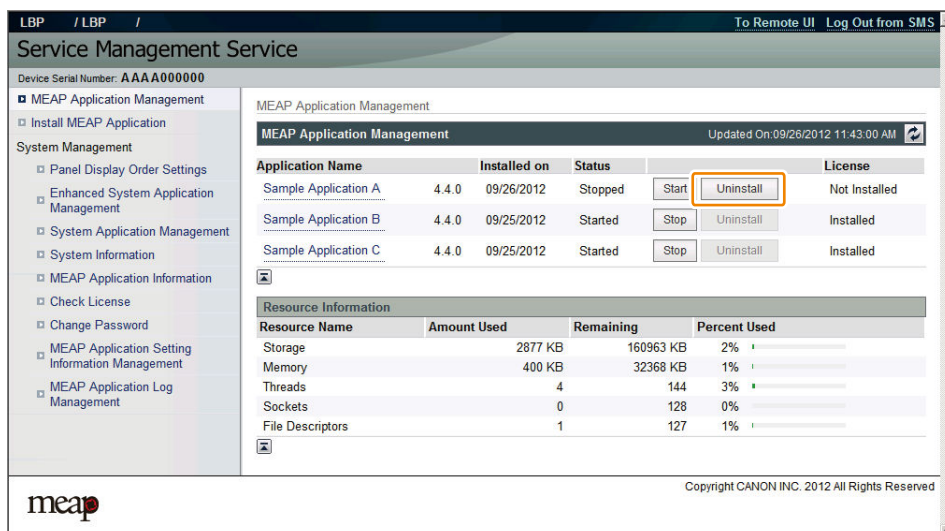 LBP / LBP /
To Remote UI Log Out from SMS
Service Management Service
Device Serial Number: AAAA000000
MEAP Application Management
Install MEAP Application
System Management
Panel Display Order Settings
Enhanced System Application
Management
System Application Management
System Information
MEAP Application Information
Check License
Change Password
MEAP Application Setting
Information Management
MEAP Application Log
Management
MEAP Application Management
MEAP Application Management Updated On:09/26/2012 11:43:00 AM
Application Name Installed on Status License
Sample Application A 4.4.0 09/26/2012 Stopped Start Uninstall Not Installed
Sample Application B 4.4.0 09/25/2012 Started Stop Uninstall Installed
Sample Application C 4.4.0 09/25/2012 Started Stop Uninstall Installed
Resource Information
Resource Name Amount Used Remaining Percent Used
Storage 2877 KB 160963 KB 2%
Memory 400 KB 32368 KB 1%
Threads 4 144 3%
Sockets 0 128 0%
File Descriptors 1 127 1%
meap
Copyright CANON INC. 2012 All Rights Reserved